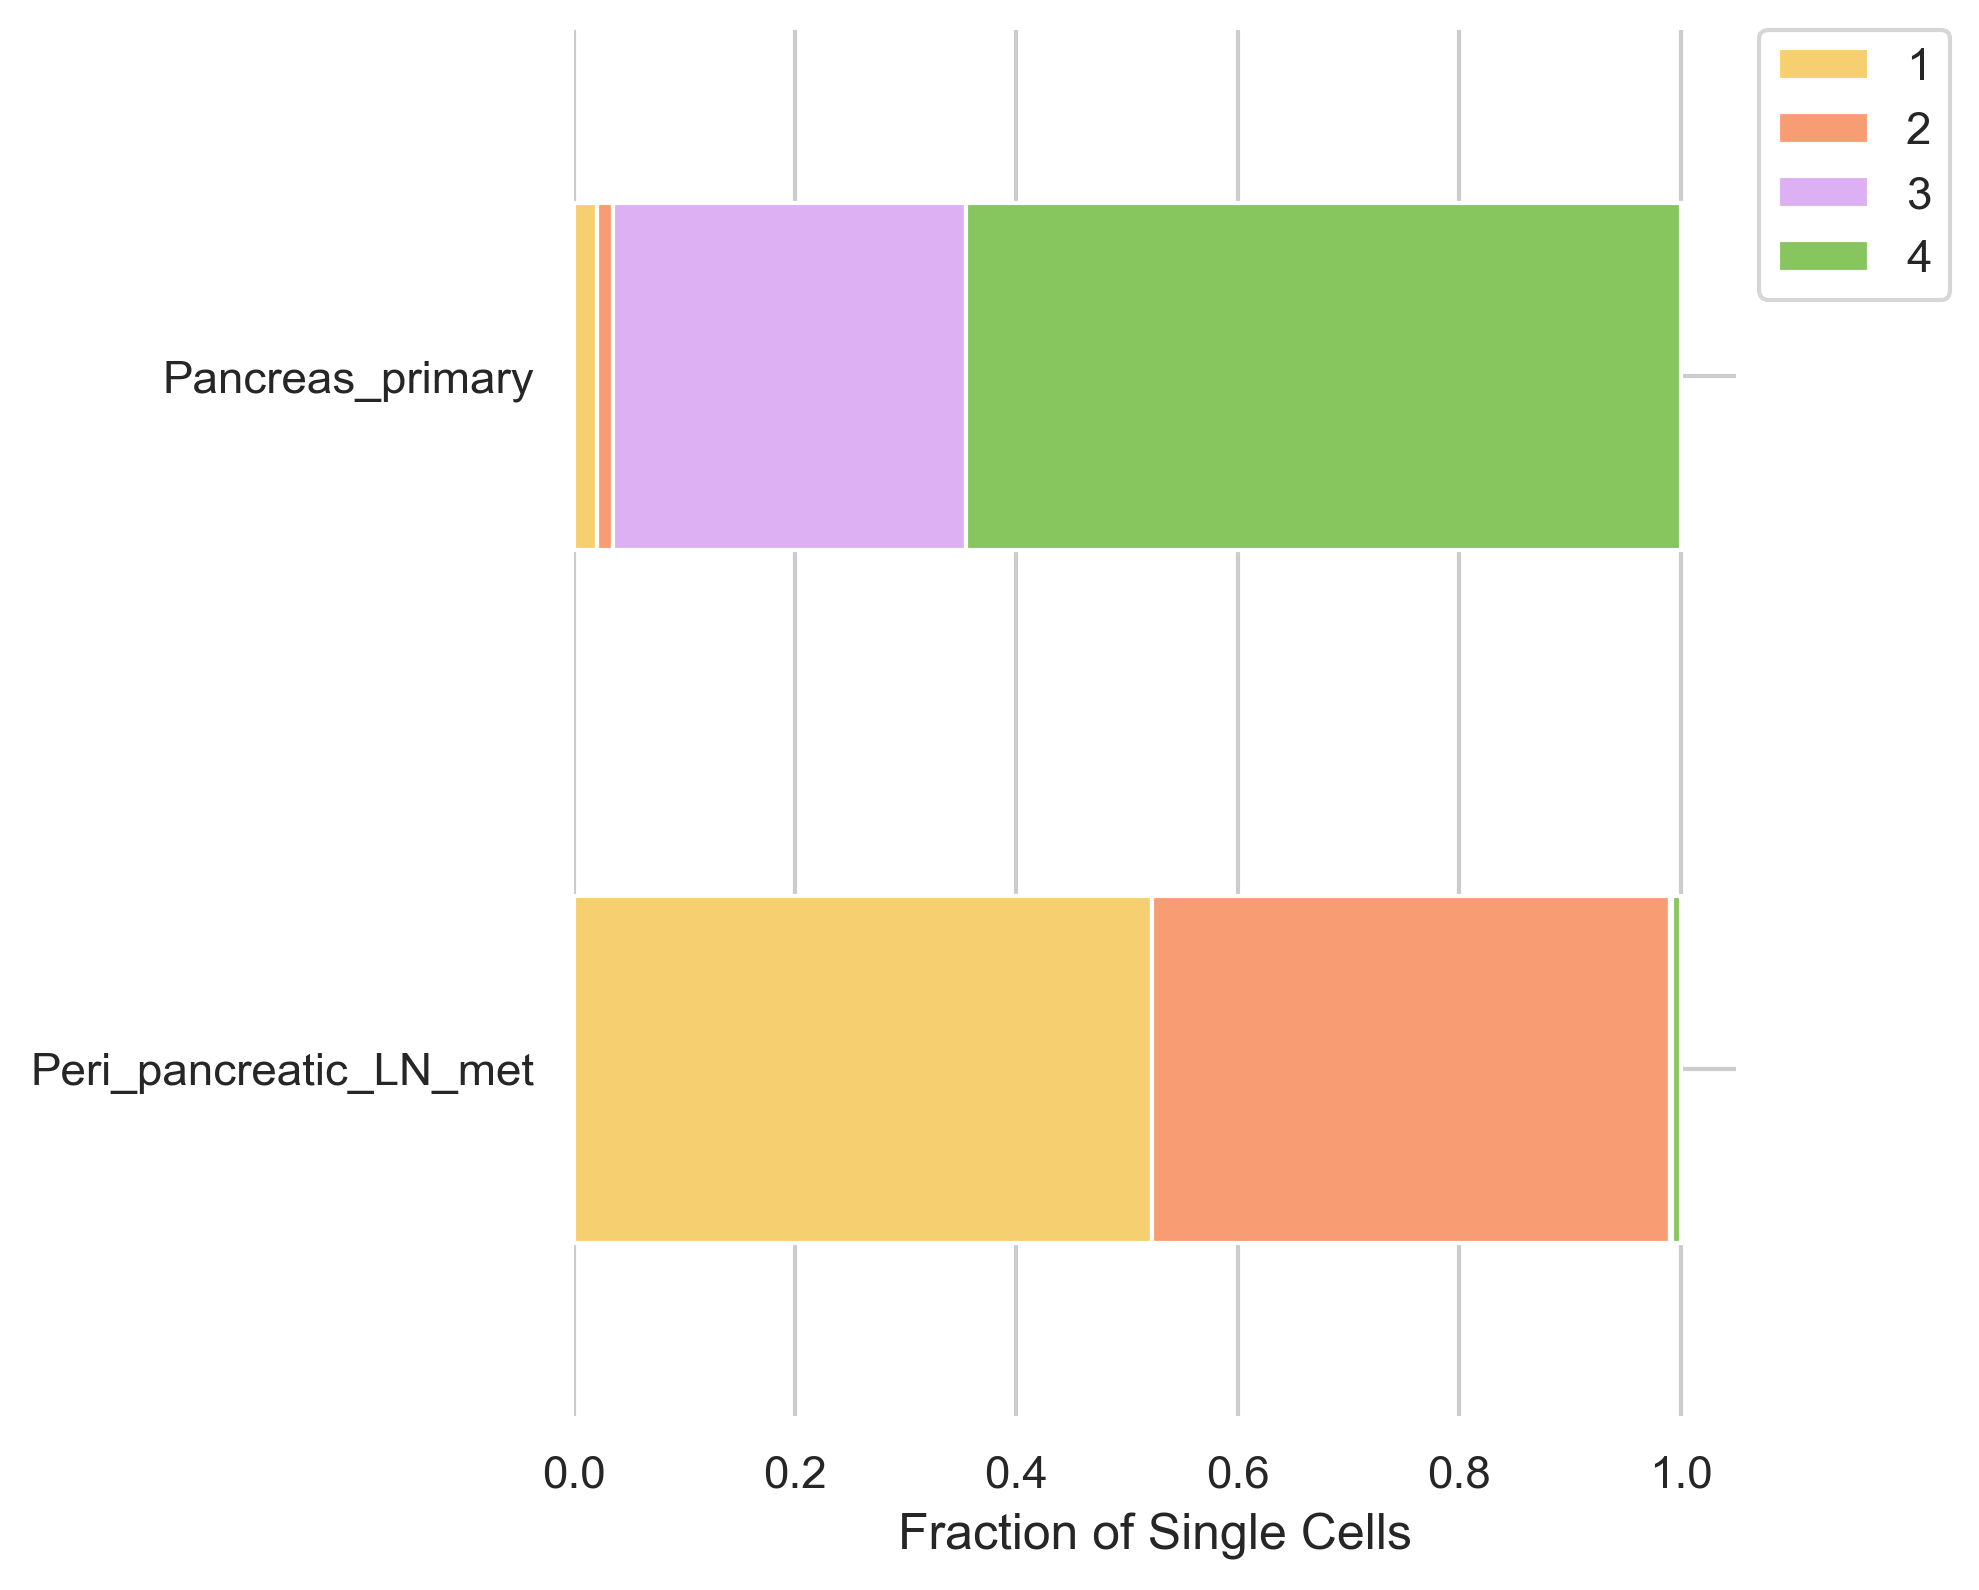 1
2
3
4
Pancreas_primary
Peri_pancreatic_LN_met
0.0 0.2 0.4 0.6 0.8 1.0
Fraction of Single Cells